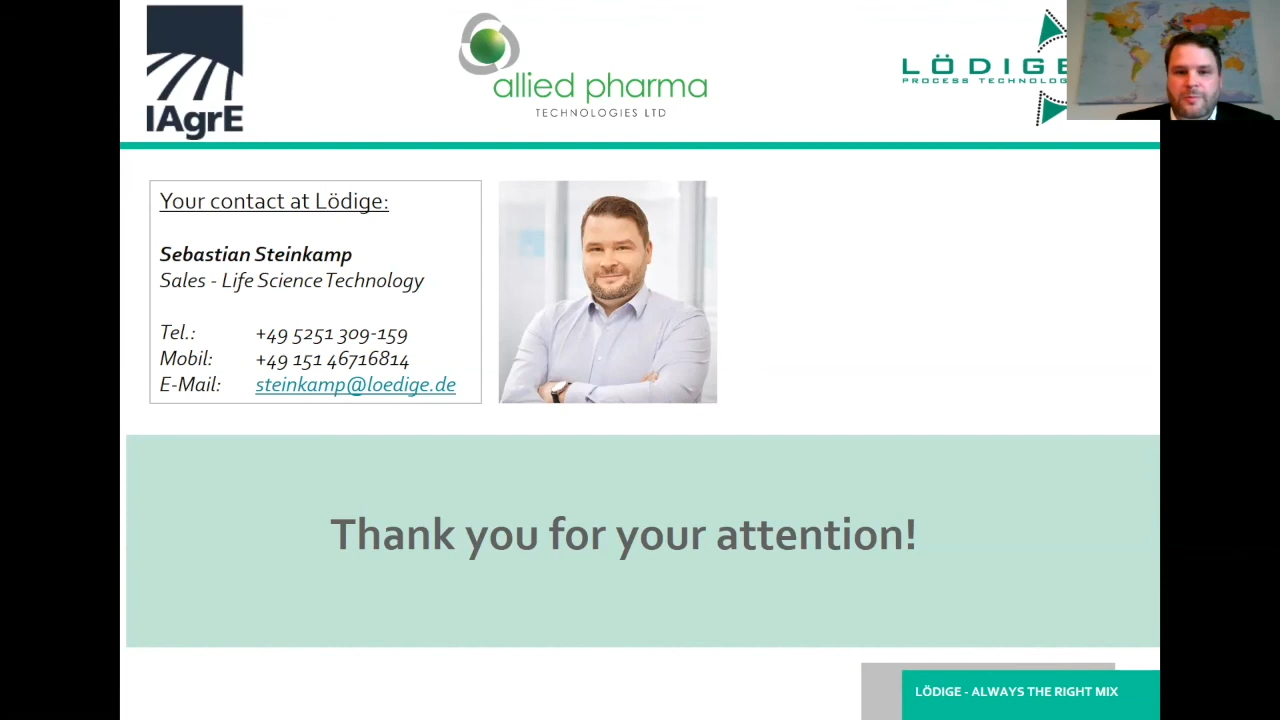 IAgrE
allied pharma
TECHNOLOGIES LTD
LÖDIGE
PROCESS TECHNOLOG
Your contact at Lödige:
Sebastian Steinkamp
Sales - Life Science Technology
Tel.: +49 5251 309-159
Mobil: +49 151 46716814
E-Mail: steinkamp@loedige.de
Thank you for your attention!
LÖDIGE - ALWAYS THE RIGHT MIX